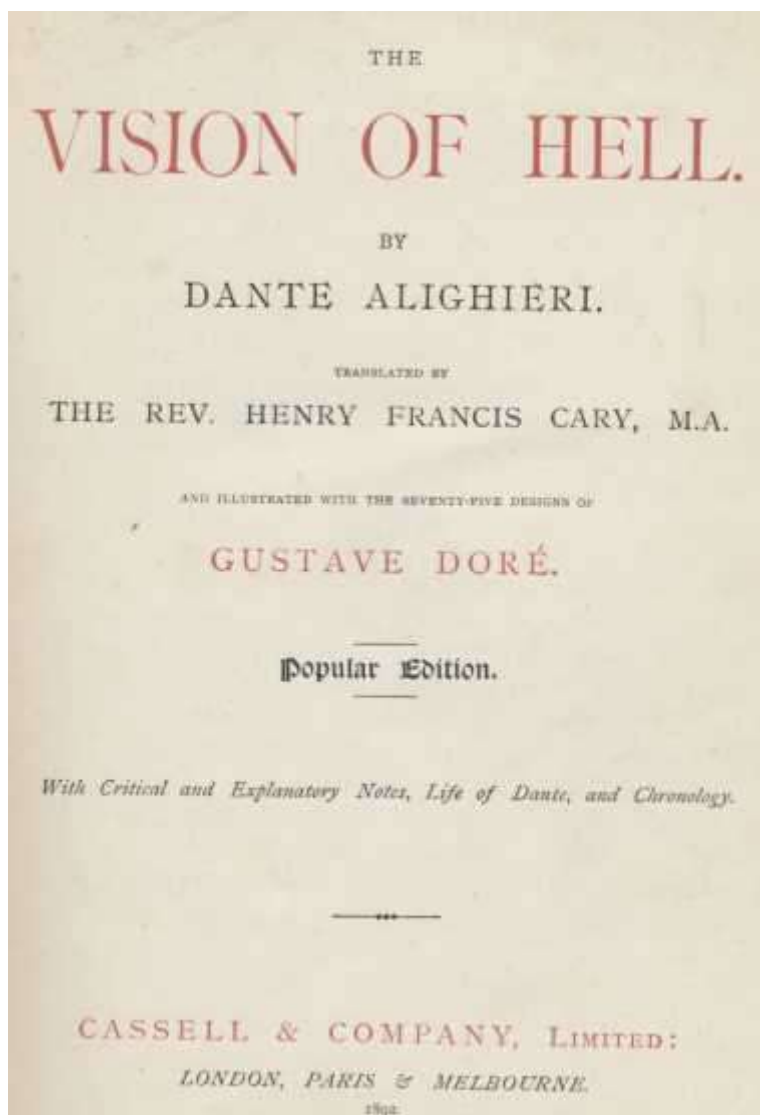 THE
VISION OF HELL.
BY
DANTE ALIGHIERI.
TRANSLATED BY
THE REV. HENRY FRANCIS CARY, M.A.
AND ILLUSTRATED WITH THE SEVENTY-FIVE DESIGNS OF
GUSTAVE DORÉ.
Popular Edition.
With Critical and Explanatory Notes, Life of Dante, and Chronology.
CASSELL & COMPANY, LIMITED:
LONDON, PARIS & MELBOURNE.
1892